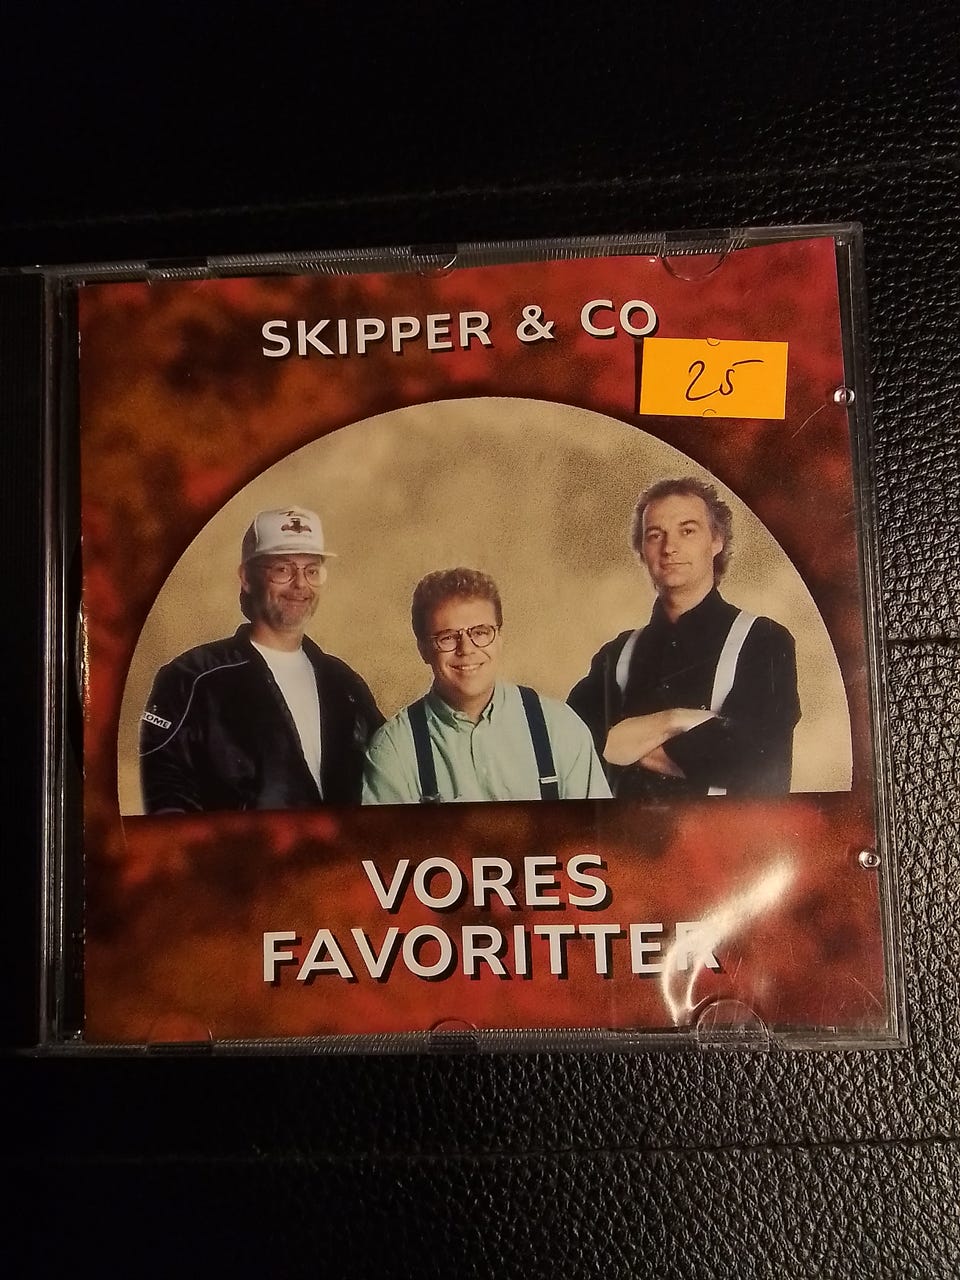 SKIPPER & CO
25
VORES
FAVORITTER